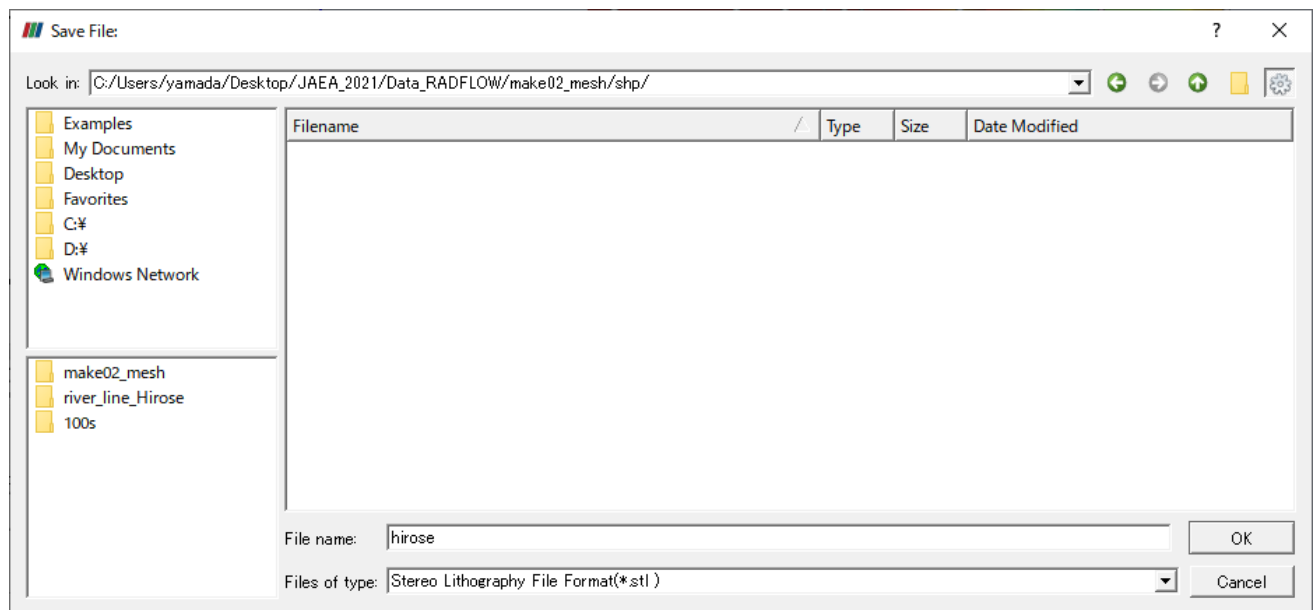 Save File:
?
Look in: C:/Users/yamada/Desktop/JAEA_2021/Data_RADFLOW/make02_mesh/shp/
Examples
My Documents
Desktop
Favorites
C:¥
D:¥
Windows Network
make02_mesh
river_line_Hirose
100s
Filename Type Size Date Modified
File name: hirose OK
Files of type: Stereo Lithography File Format(*.stl ) Cancel